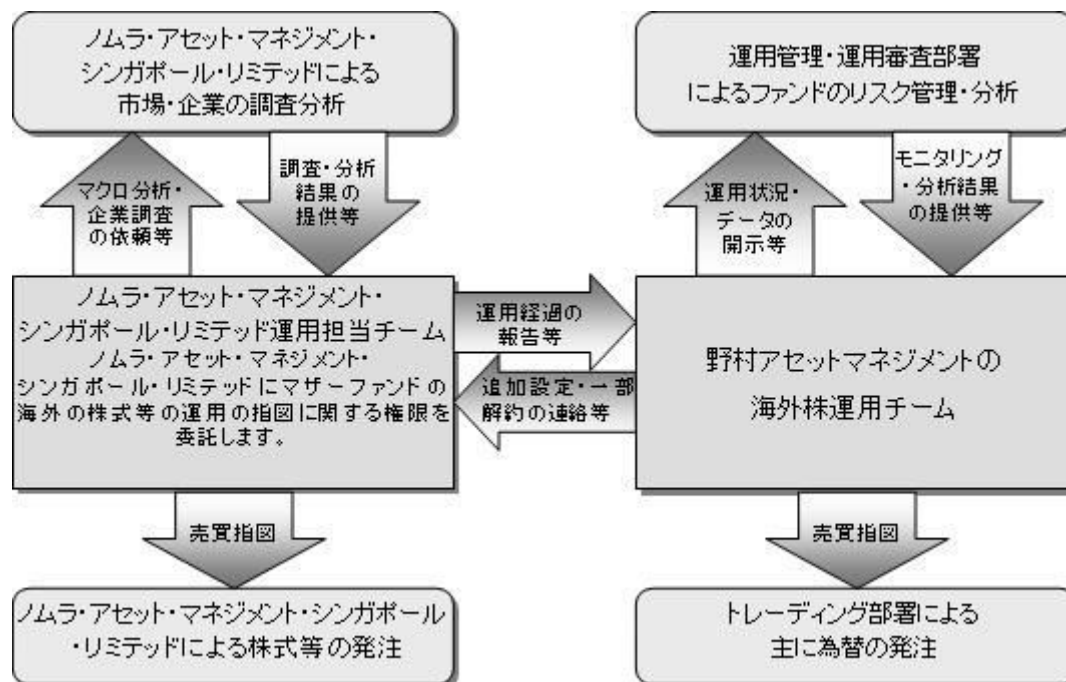 ノムラ・アセット・マネジメント・
シンガポール・リミテッドによる
市場・企業の調査分析
運用管理・運用審査部署
によるファンドのリスク管理・分析
マクロ分析・
企業調査
の依頼等
調査・分析
結果の
提供等
運用状況・
データの
開示等
モニタリング
・分析結果
の提供等
ノムラ・アセット・マネジメント・
シンガポール・リミテッド運用担当チーム
ノムラ・アセット・マネジメント・
シンガポール・リミテッドにマザーファンドの
海外の株式等の運用の指図に関する権限を
委託します。
運用経過の
報告等
追加設定・一部
解約の連絡等
野村アセットマネジメントの
海外株運用チーム
売買指図
売買指図
ノムラ・アセット・マネジメント・シンガポール
・リミテッドによる株式等の発注
トレーディング部署による
主に為替の発注